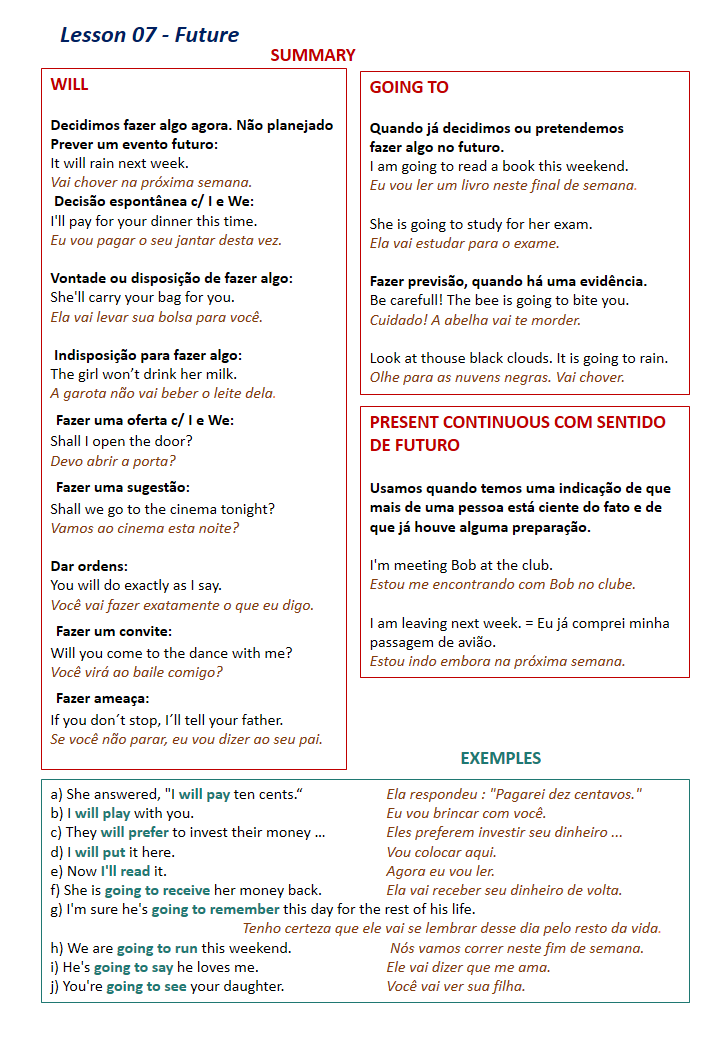 Lesson 07 - Future
SUMMARY
WILL
Decidimos fazer algo agora. Não planejado
Prever um evento futuro:
It will rain next week.
Vai chover na próxima semana.
Decisão espontânea c/ I e We:
I'll pay for your dinner this time.
Eu vou pagar o seu jantar desta vez.
Vontade ou disposição de fazer algo:
She'll carry your bag for you.
Ela vai levar sua bolsa para você.
Indisposição para fazer algo:
The girl won’t drink her milk.
A garota não vai beber o leite dela.
Fazer uma oferta c/ I e We:
Shall I open the door?
Devo abrir a porta?
Fazer uma sugestão:
Shall we go to the cinema tonight?
Vamos ao cinema esta noite?
Dar ordens:
You will do exactly as I say.
Você vai fazer exatamente o que eu digo.
Fazer um convite:
Will you come to the dance with me?
Você virá ao baile comigo?
Fazer ameaça:
If you don´t stop, I´ll tell your father.
Se você não parar, eu vou dizer ao seu pai.
GOING TO
Quando já decidimos ou pretendemos
fazer algo no futuro.
I am going to read a book this weekend.
Eu vou ler um livro neste final de semana.
She is going to study for her exam.
Ela vai estudar para o exame.
Fazer previsão, quando há uma evidência.
Be carefull! The bee is going to bite you.
Cuidado! A abelha vai te morder.
Look at thouse black clouds. It is going to rain.
Olhe para as nuvens negras. Vai chover.
PRESENT CONTINUOUS COM SENTIDO
DE FUTURO
Usamos quando temos uma indicação de que
mais de uma pessoa está ciente do fato e de
que já houve alguma preparação.
I'm meeting Bob at the club.
Estou me encontrando com Bob no clube.
I am leaving next week. = Eu já comprei minha
passagem de avião.
Estou indo embora na próxima semana.
EXEMPLES
a) She answered, "I will pay ten cents.“ Ela respondeu : "Pagarei dez centavos."
b) I will play with you. Eu vou brincar com você.
c) They will prefer to invest their money ... Eles preferem investir seu dinheiro ...
d) I will put it here. Vou colocar aqui.
e) Now I'll read it. Agora eu vou ler.
f) She is going to receive her money back. Ela vai receber seu dinheiro de volta.
g) I'm sure he's going to remember this day for the rest of his life.
Tenho certeza que ele vai se lembrar desse dia pelo resto da vida.
h) We are going to run this weekend. Nós vamos correr neste fim de semana.
i) He's going to say he loves me. Ele vai dizer que me ama.
j) You're going to see your daughter. Você vai ver sua filha.